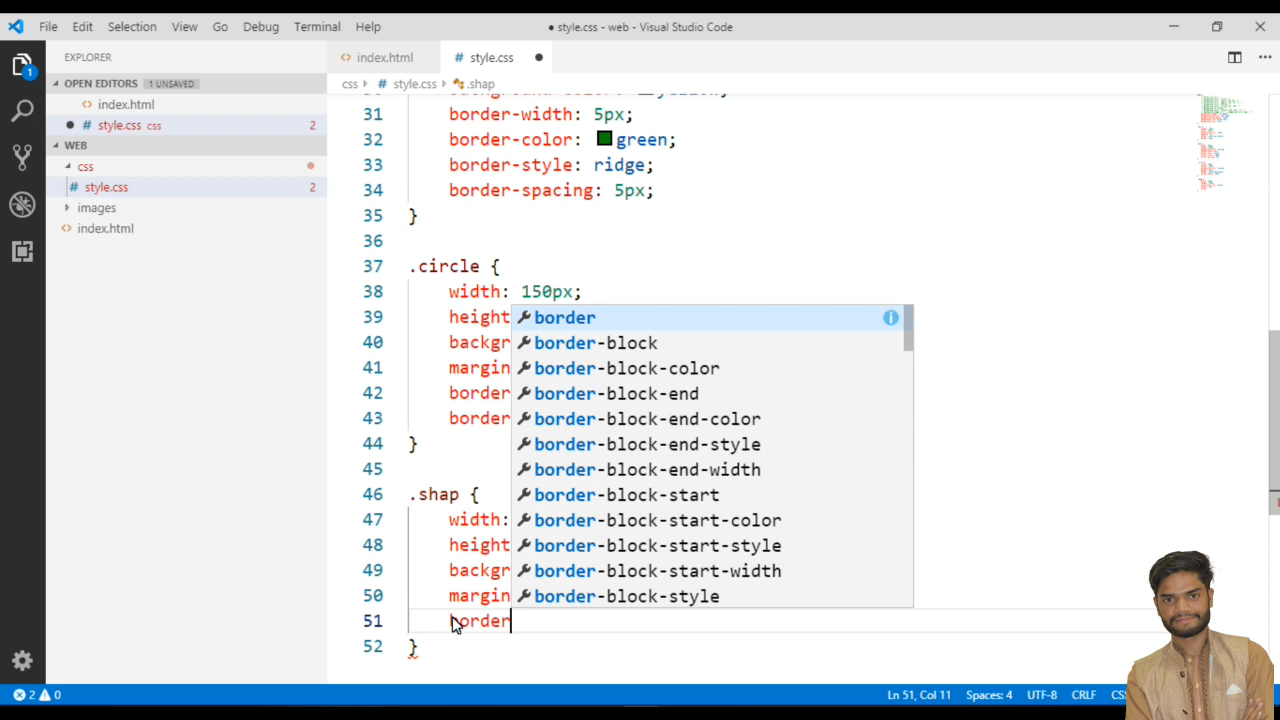 File Edit Selection View Go Debug Terminal Help
● style.css - web - Visual Studio Code
EXPLORER
OPEN EDITORS 1 UNSAVED
index.html
style.css css 2
WEB
css
style.css 2
images
index.html
index.html
style.css
css style.css .shap
31 border-width: 5px;
32 border-color: green;
33 border-style: ridge;
34 border-spacing: 5px;
35 }
36
37 .circle {
38 width: 150px;
39 height
40 backgr
41 margin
42 border
43 border
44 }
45
46 .shap {
47 width:
48 height
49 backgr
50 margin
51 border
52 }
border
border-block
border-block-color
border-block-end
border-block-end-color
border-block-end-style
border-block-end-width
border-block-start
border-block-start-color
border-block-start-style
border-block-start-width
border-block-style
2 0
Ln 51, Col 11 Spaces: 4 UTF-8 CRLF CSS